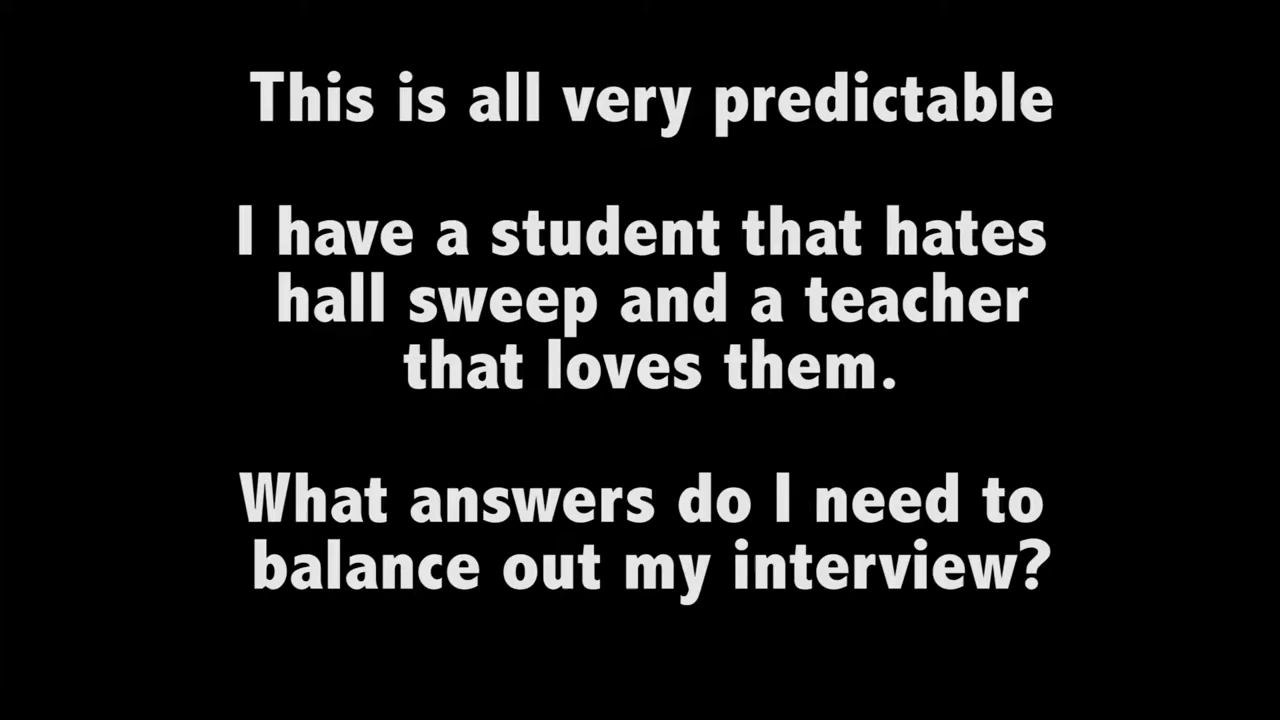 This is all very predictable
I have a student that hates
hall sweep and a teacher
that loves them.
What answers do I need to
balance out my interview?